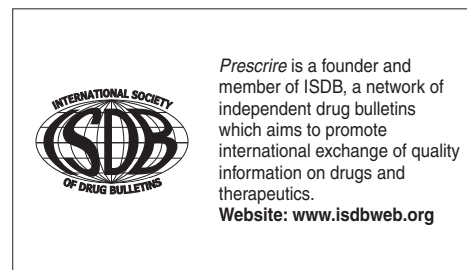 INTERNATIONAL SOCIETY
ISDB
OF DRUG BULLETINS
Prescrire is a founder and
member of ISDB, a network of
independent drug bulletins
which aims to promote
international exchange of quality
information on drugs and
therapeutics.
Website: www.isdbweb.org